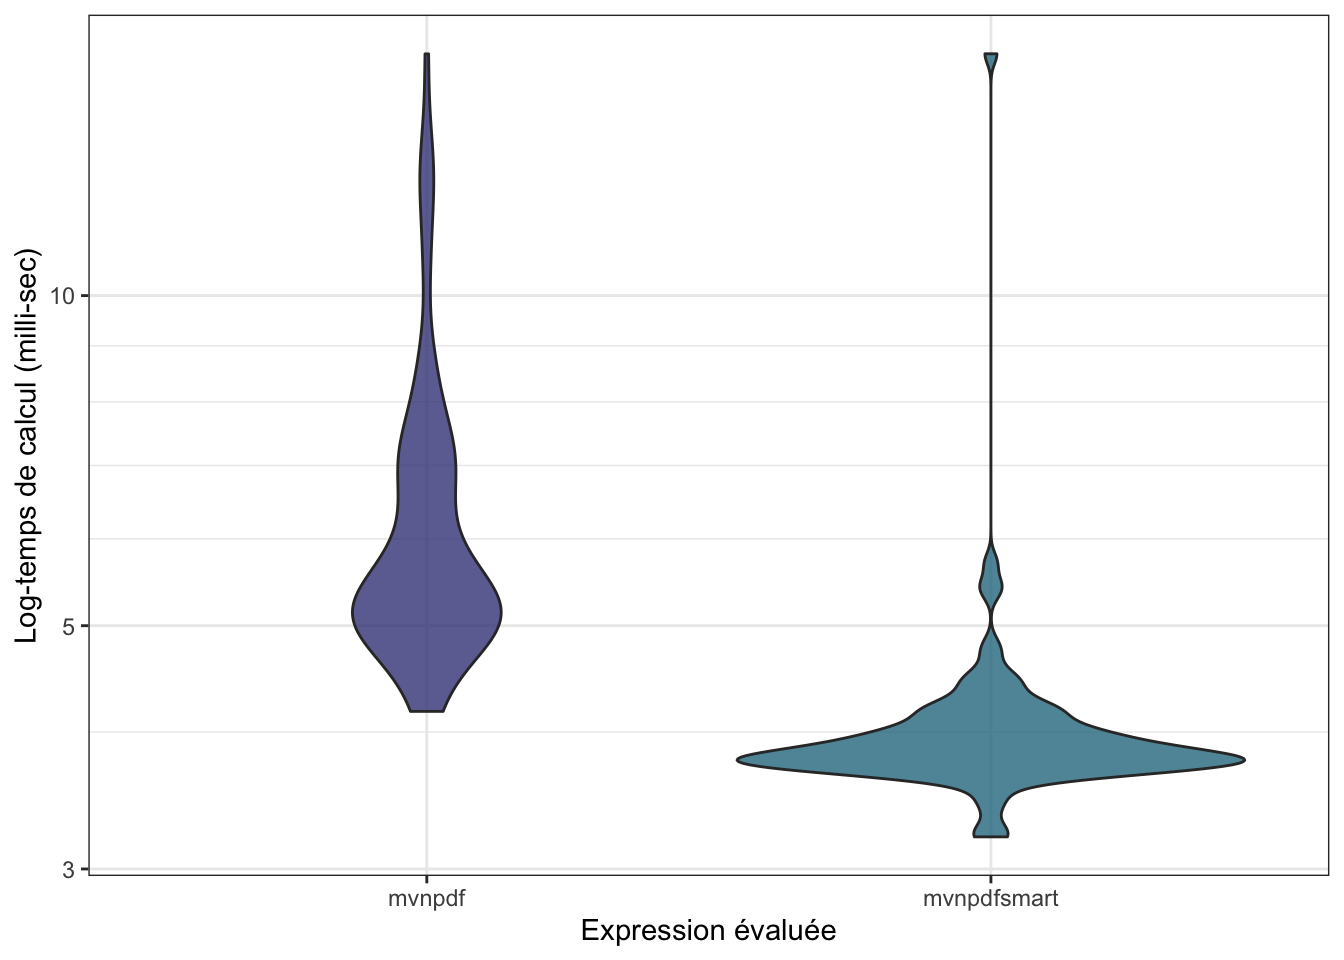 Log-temps de calcul (milli-sec)
10
5
3
mvnpdf
mvnpdfsmart
Expression évaluée